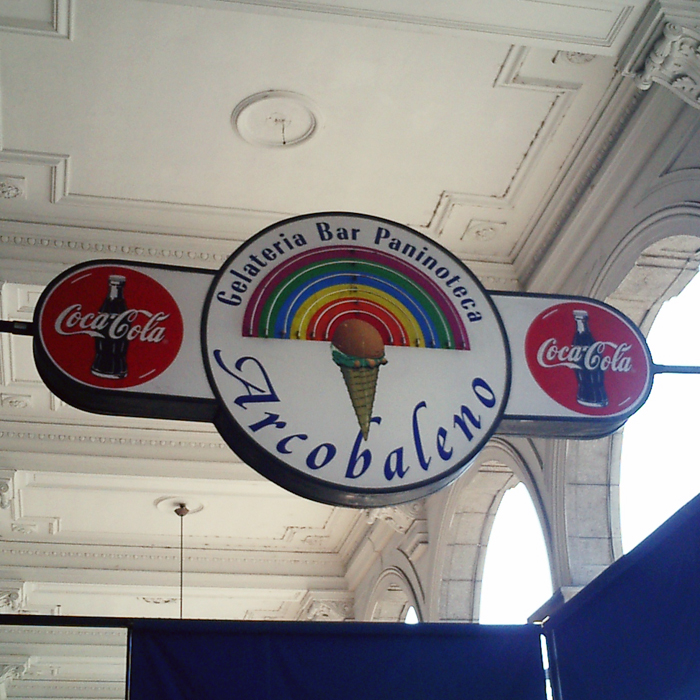 Gelateria Bar Paninoteca
Coca-Cola
Coca-Cola
Arcobaleno